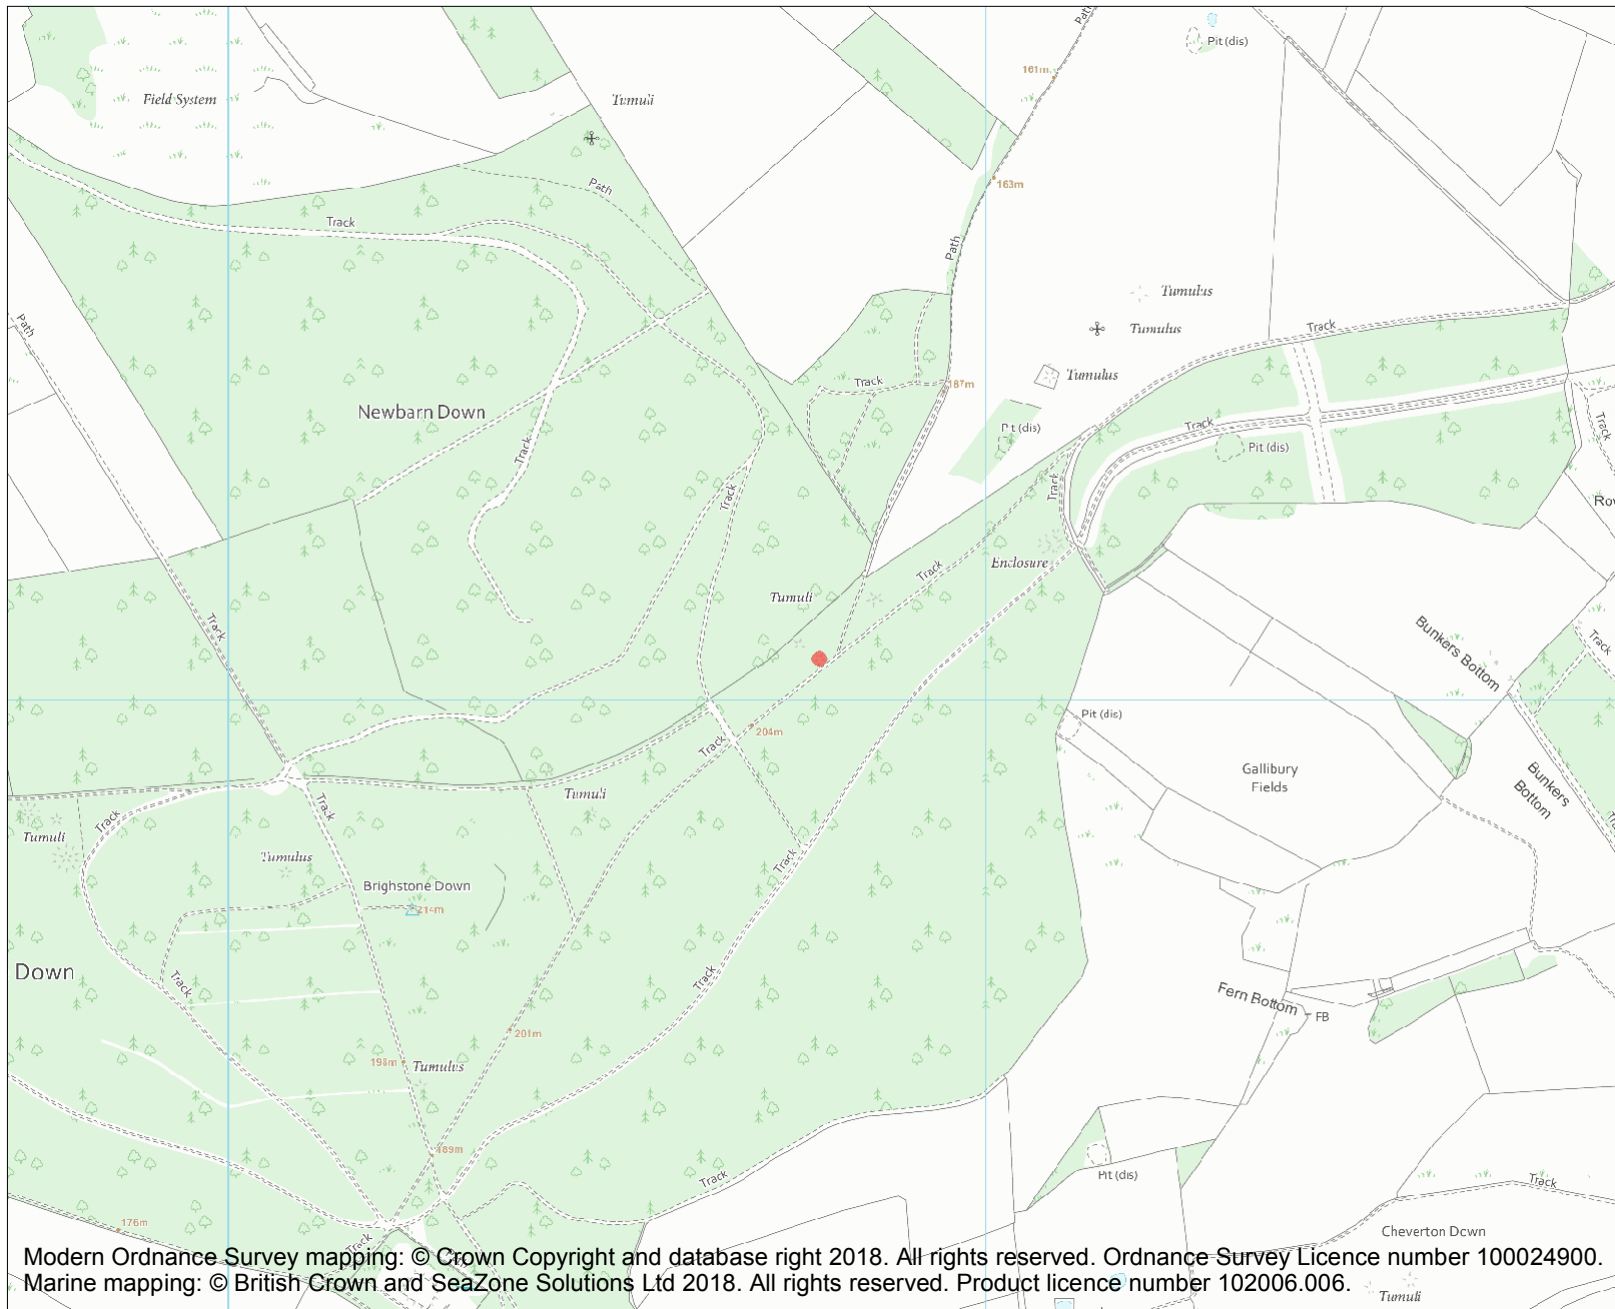 Path
Pit (dis)
161m
Field System
Tumuli
Path
163m
Track
Path
Tumulus
Path
Tumulus
Track
Tumulus
Track
187m
Newbarn Down
Pit (dis)
Track
Track
Pit (dis)
Track
Track
Track
Enclosure
Track
Tumuli
Track
Bunkers Bottom
Track
Pit (dis)
204m
Track
Gallibury
Fields
Bunkers
Bottom
Tumuli
Track
Track
Tumuli
Tumulus
Track
Brighstone Down
214m
Down
Track
Track
Fern Bottom
FB
201m
198m
Tumulus
189m
Pit (dis)
Track
Track
176m
Cheverton Down
Track
Modern Ordnance Survey mapping: © Crown Copyright and database right 2018. All rights reserved. Ordnance Survey Licence number 100024900.
Marine mapping: © British Crown and SeaZone Solutions Ltd 2018. All rights reserved. Product licence number 102006.006.
Tumuli